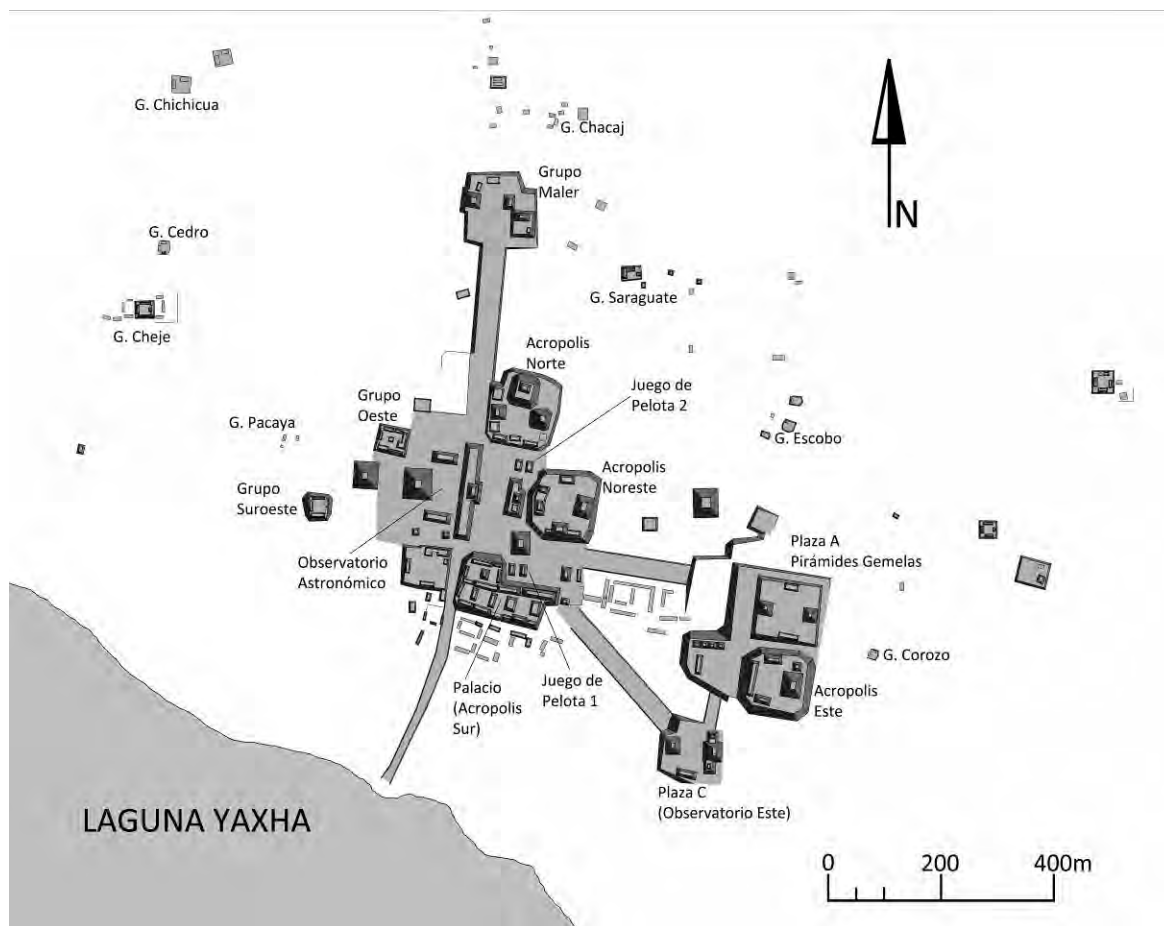 G. Chichicua
G. Chacaj
Grupo
Maler
N
G. Cedro
G. Saraguate
G. Cheje
Acropolis
Norte
Juego de
Pelota 2
Grupo
Oeste
G. Pacaya
G. Escobo
Acropolis
Noreste
Grupo
Suroeste
Plaza A
Pirámides Gemelas
Observatorio
Astronómico
G. Corozo
Palacio
(Acropolis
Sur)
Juego de
Pelota 1
Acropolis
Este
Plaza C
(Observatorio Este)
LAGUNA YAXHA
0 200 400m